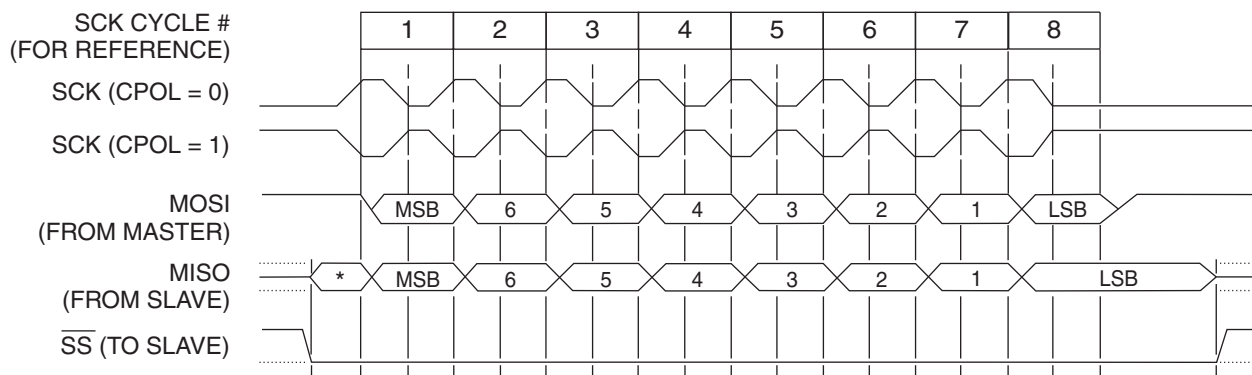 SCK CYCLE #
(FOR REFERENCE)
1 2 3 4 5 6 7 8
SCK (CPOL = 0)
SCK (CPOL = 1)
MOSI
(FROM MASTER)
MSB 6 5 4 3 2 1 LSB
MISO
(FROM SLAVE)
* MSB 6 5 4 3 2 1 LSB
SS (TO SLAVE)